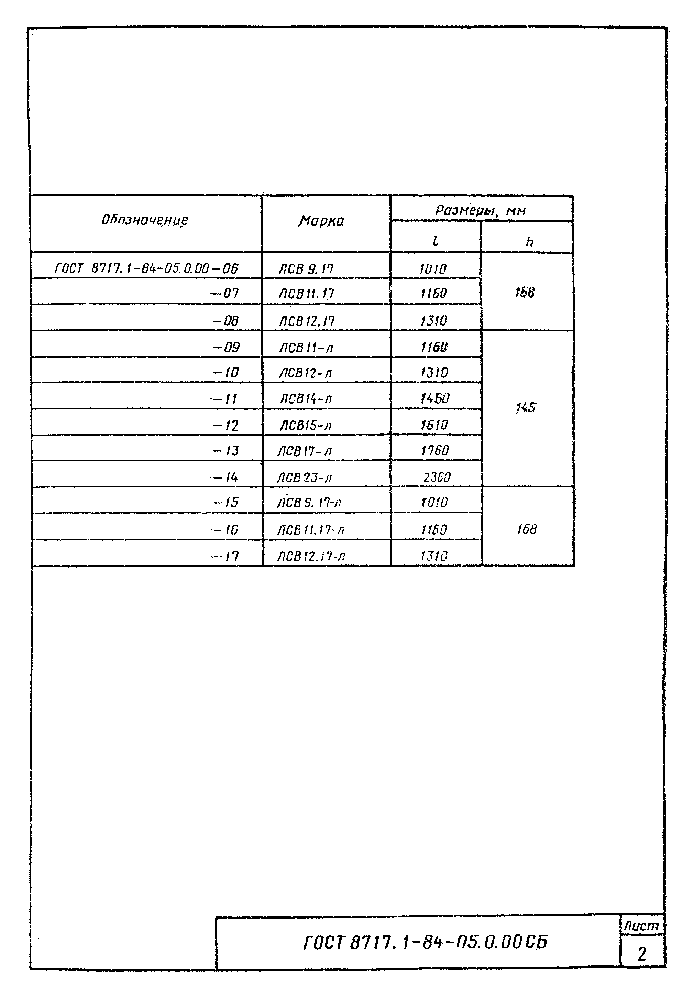 Обозначение Марка Размеры, мм
l h
ГОСТ 8717.1-84-05.0.00-06 ЛСВ 9.17 1010
-07 ЛСВ11.17 1160 168
-08 ЛСВ12.17 1310
-09 ЛСВ11-л 1160
-10 ЛСВ12-л 1310
-11 ЛСВ14-л 1460
145
-12 ЛСВ15-л 1610
-13 ЛСВ17-л 1760
-14 ЛСВ23-л 2360
-15 ЛСВ9.17-л 1010
-16 ЛСВ11.17-л 1160 168
-17 ЛСВ12.17-л 1310
ГОСТ 8717.1-84-05.0.00СБ
Лист
2